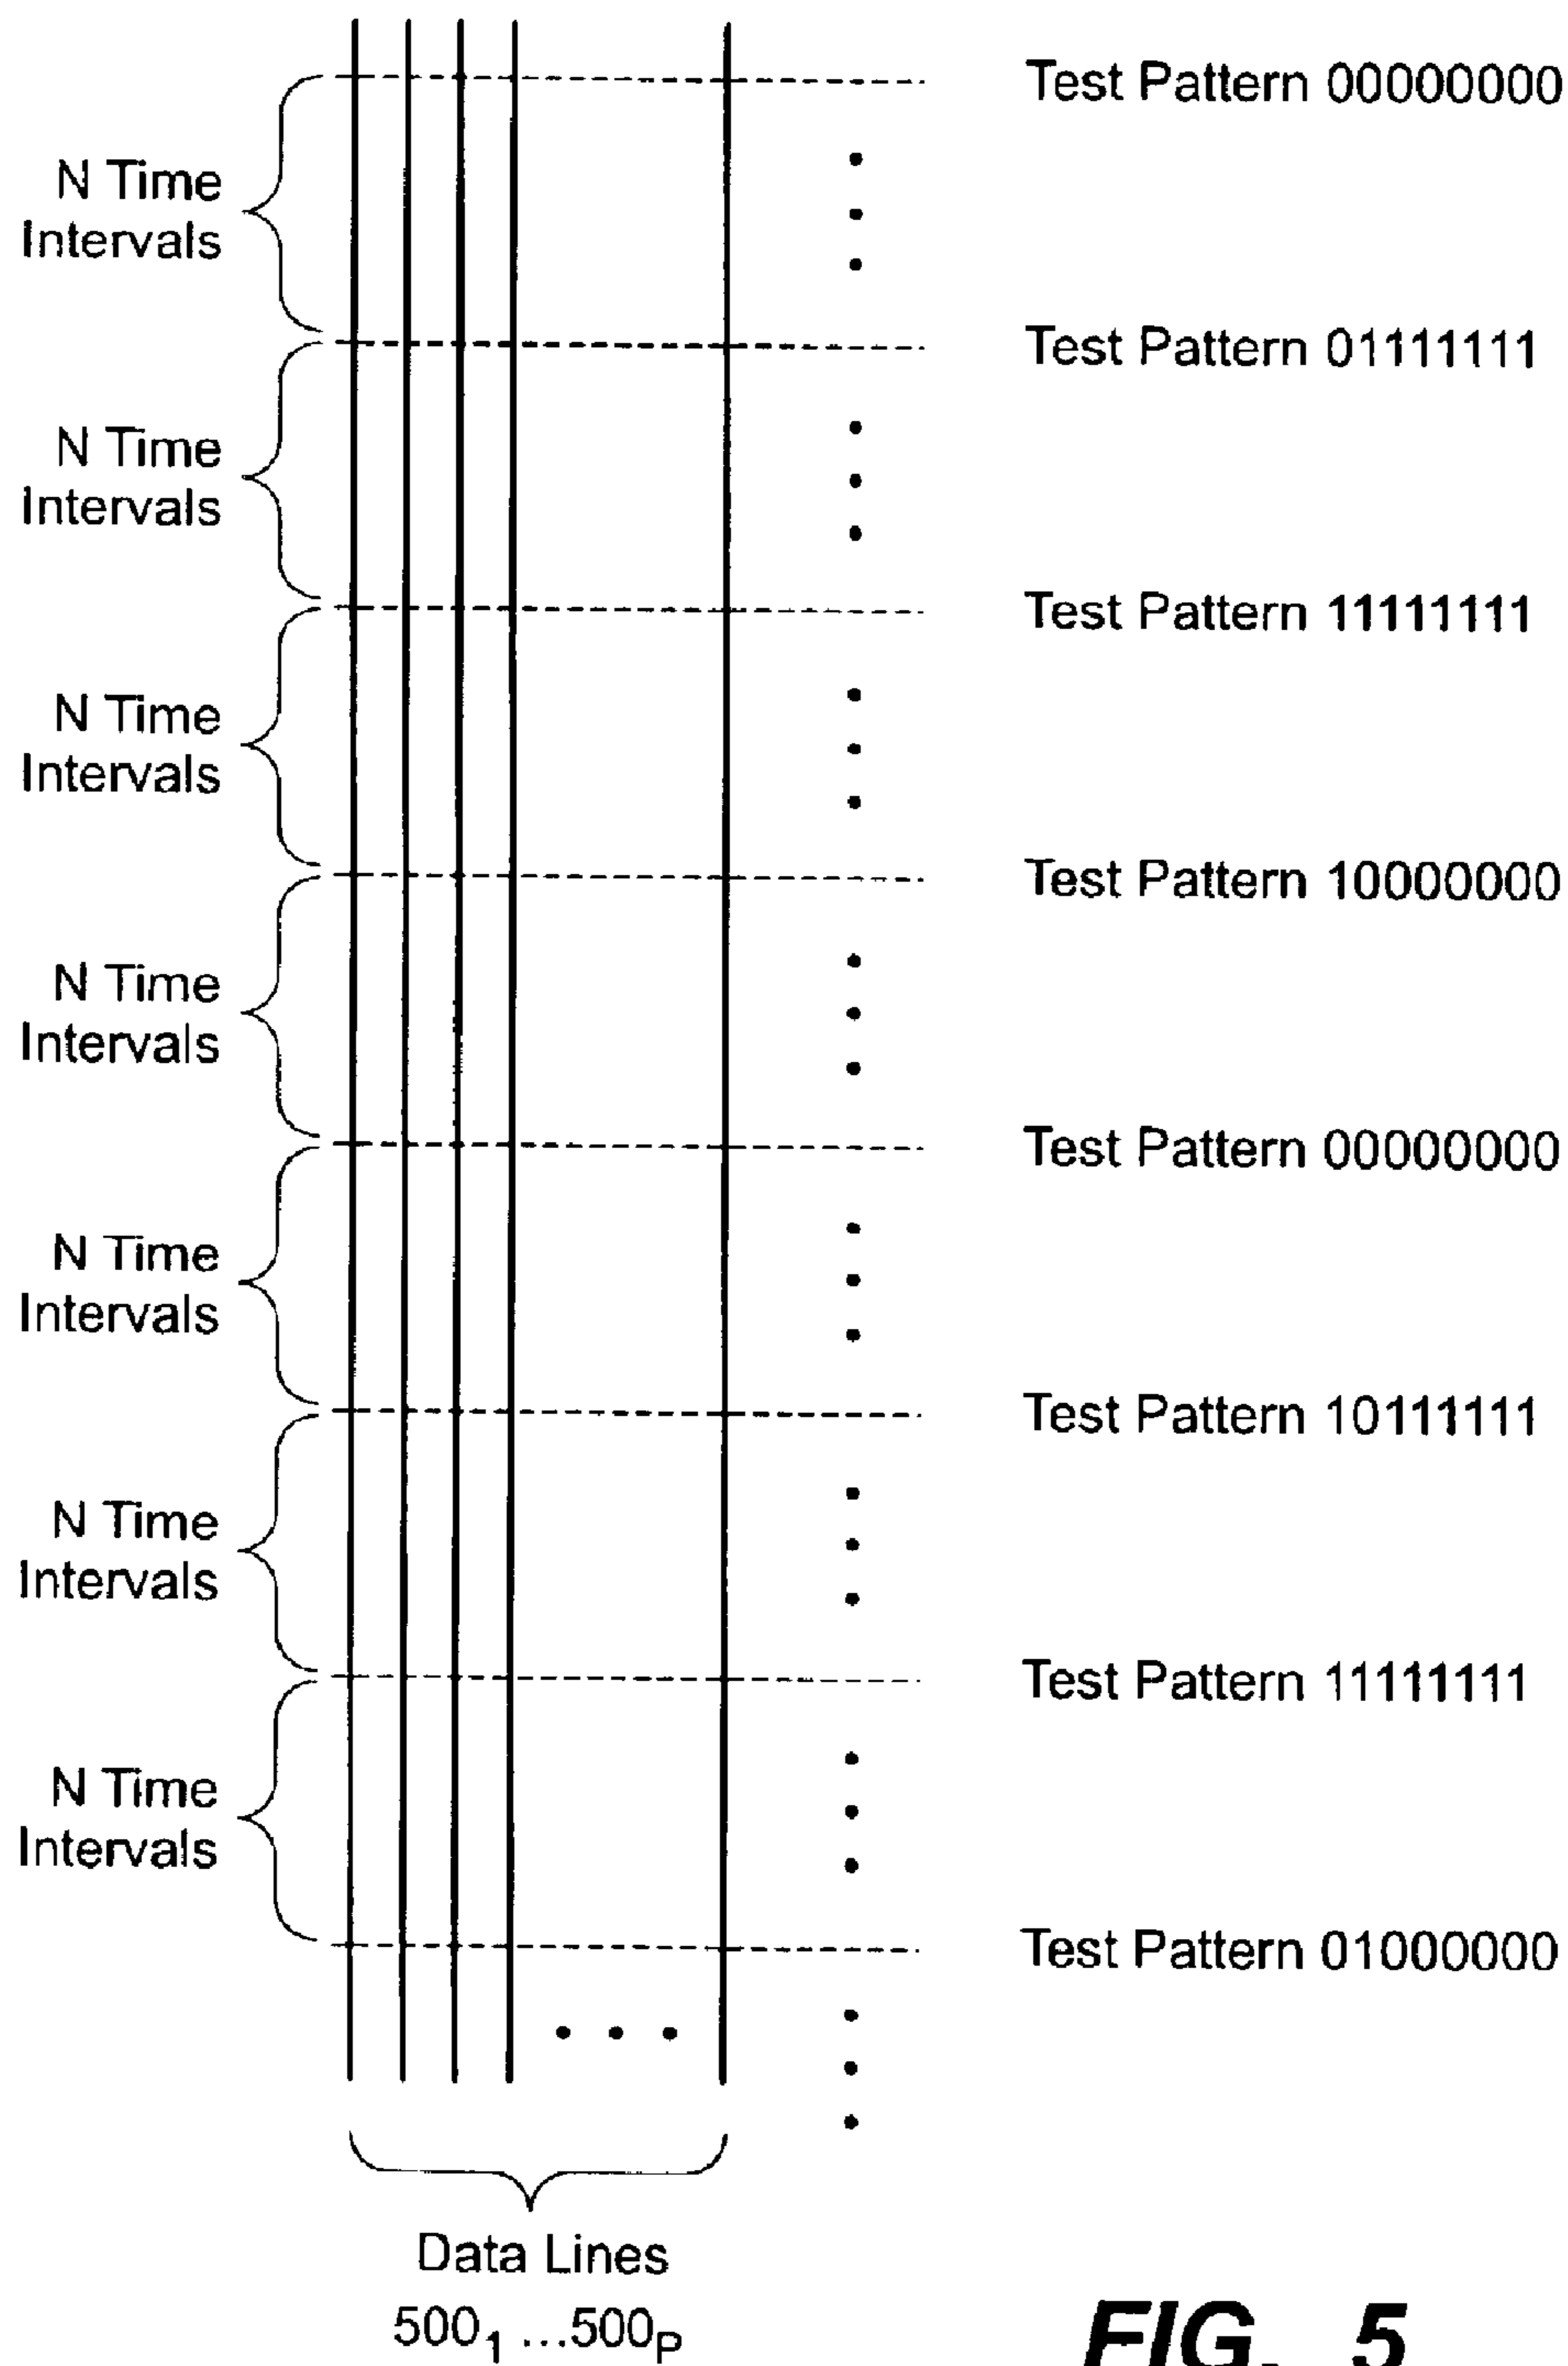 Test Pattern 00000000
N Time
Intervals
Test Pattern 01111111
N Time
Intervals
Test Pattern 11111111
N Time
Intervals
Test Pattern 10000000
N Time
Intervals
Test Pattern 00000000
N Time
Intervals
Test Pattern 10111111
N Time
Intervals
Test Pattern 11111111
N Time
Intervals
Test Pattern 01000000
Data Lines
500₁ ...500ₚ
FIG. 5